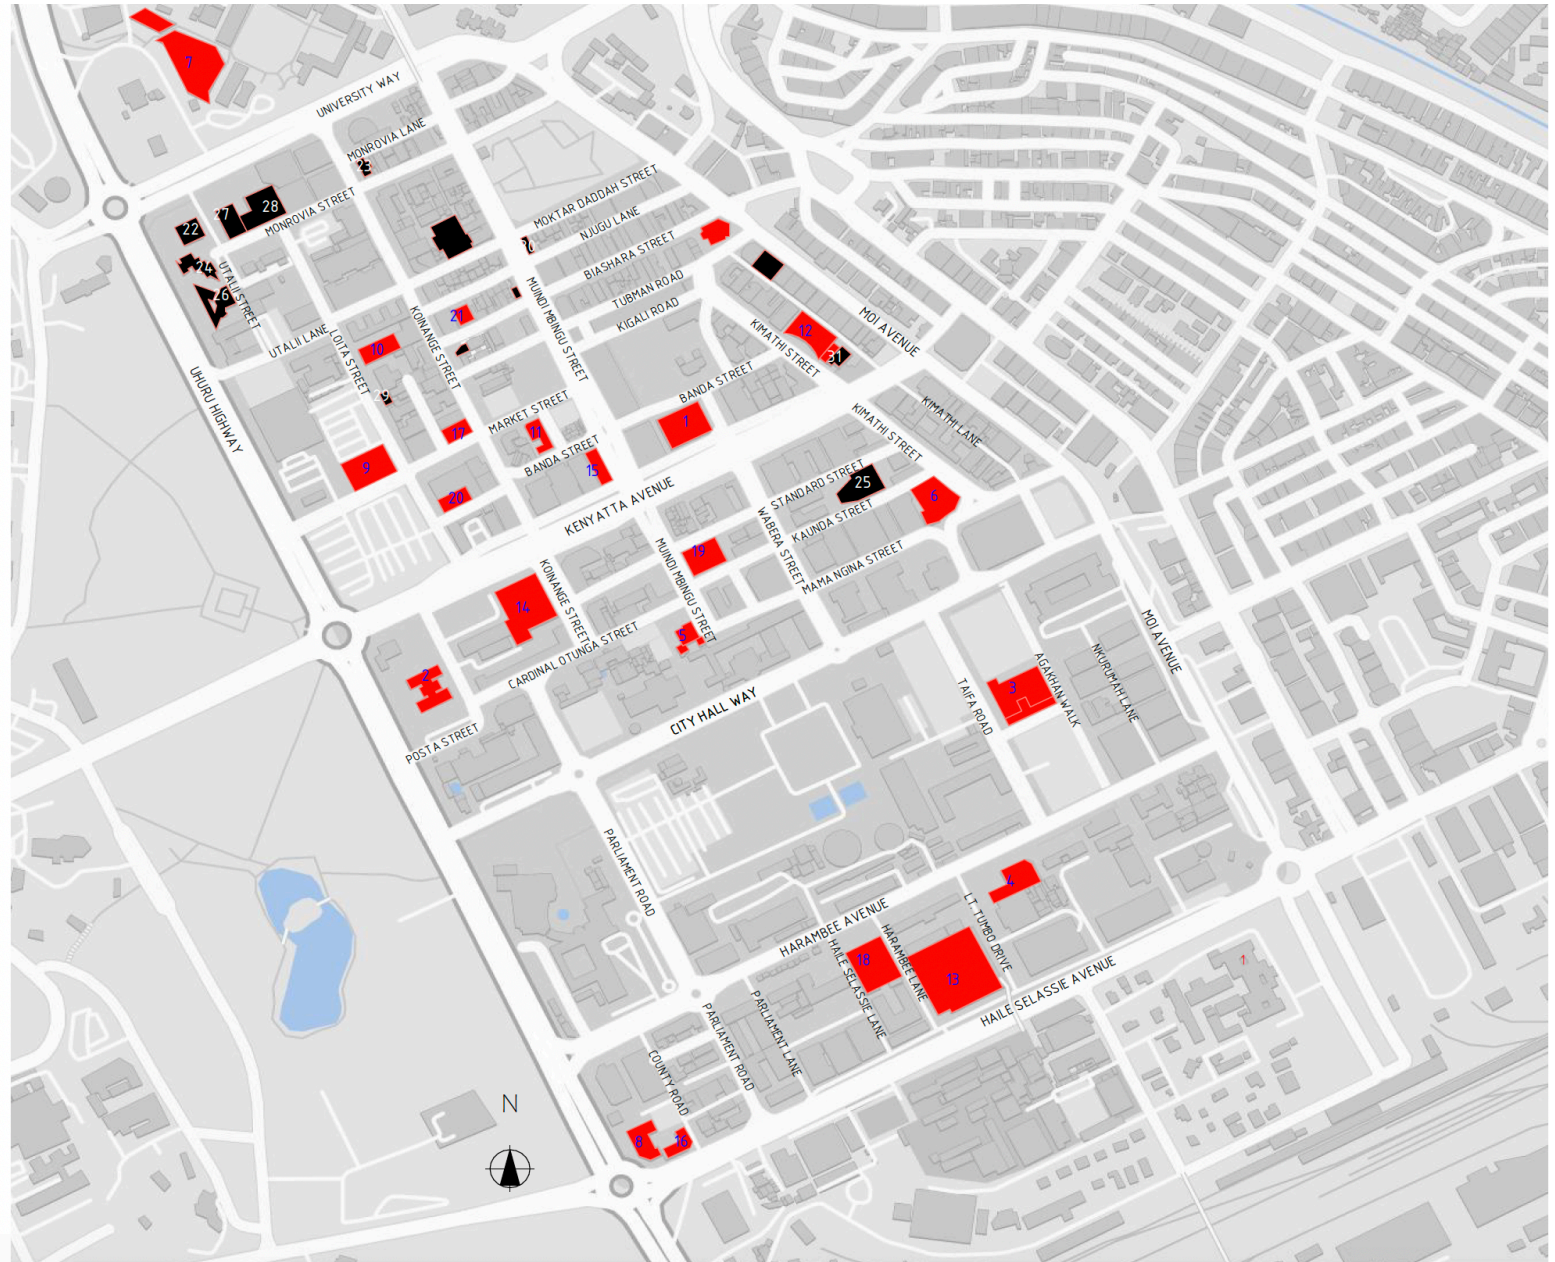 7
UNIVERSITY WAY
MONROVIA LANE
23
MONROVIA STREET
28
27
22
24
26
UTALII STREET
MOKTAR DADDAH STREET
NJUGU LANE
BIASHARA STREET
TUBMAN ROAD
KIGALI ROAD
MUINDI MBINGU STREET
KOINANGE STREET
21
UTALII LANE
LOITA STREET
10
29
UHURU HIGHWAY
MOI AVENUE
12
31
KIMATHI STREET
BANDA STREET
MARKET STREET
1
17
11
BANDA STREET
15
9
20
KENYATTA AVENUE
KIMATHI STREET
KIMATHI LANE
STANDARD STREET
25
6
KAUNDA STREET
WABERA STREET
MAMA NGINA STREET
19
MUINDI MBINGU STREET
KOINANGE STREET
14
5
CARDINAL OTUNGA STREET
2
POSTA STREET
CITY HALL WAY
MOI AVENUE
AGAKHAN WALK
NKURUMAH LANE
3
TAIFA ROAD
PARLIAMENT ROAD
4
LT. TUMBO DRIVE
HARAMBEE AVENUE
HARAMBEE LANE
18
HAILE SELASSIE LANE
13
HAILE SELASSIE AVENUE
1
PARLIAMENT LANE
PARLIAMENT ROAD
COUNTY ROAD
8
16
N